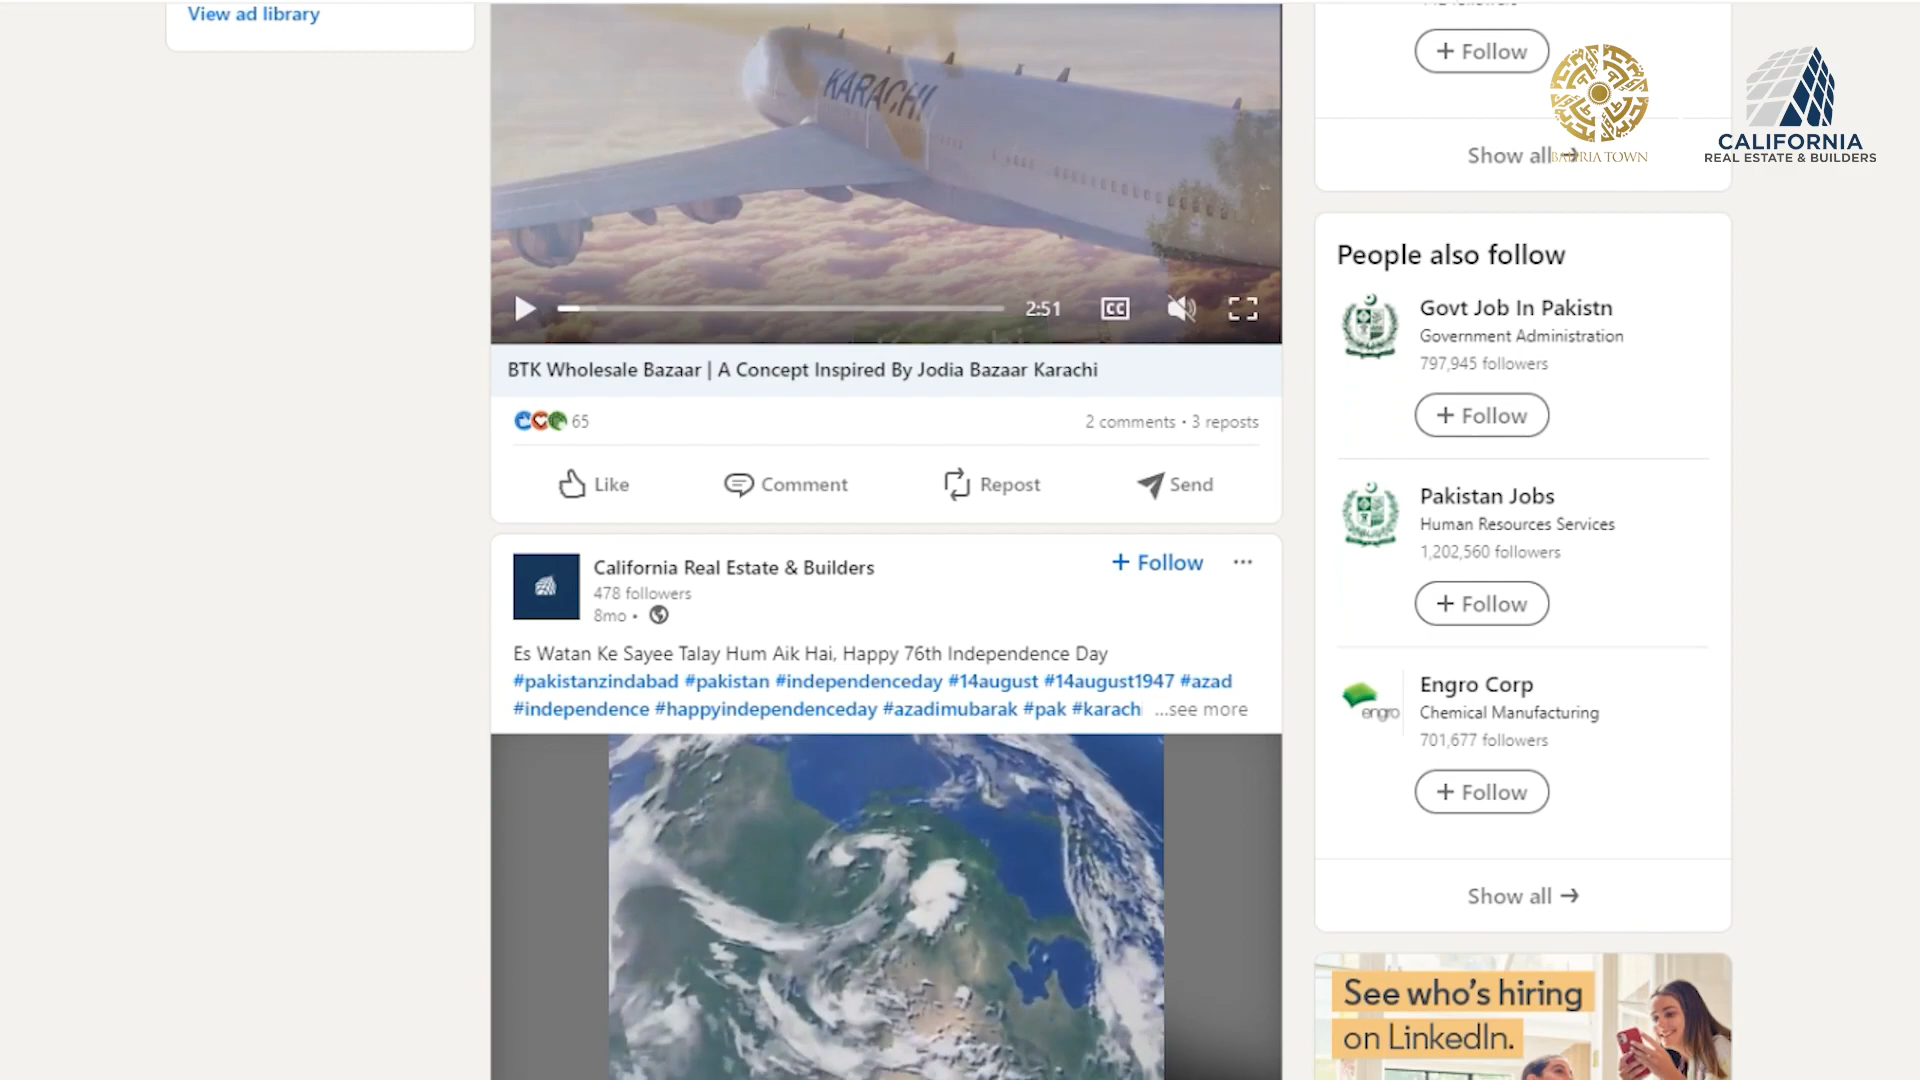 View ad library
KARACHI
2:51
CC
BTK Wholesale Bazaar | A Concept Inspired By Jodia Bazaar Karachi
65
2 comments • 3 reposts
Like
Comment
Repost
Send
California Real Estate & Builders
+ Follow
478 followers
8mo •
Es Watan Ke Sayee Talay Hum Aik Hai, Happy 76th Independence Day
#pakistanzindabad #pakistan #independenceday #14august #14august1947 #azad
#independence #happyindependenceday #azadimubarak #pak #karach ...see more
+ Follow
Show all
BAHRIA TOWN
CALIFORNIA
REAL ESTATE & BUILDERS
People also follow
Govt Job In Pakistn
Government Administration
797,945 followers
+ Follow
Pakistan Jobs
Human Resources Services
1,202,560 followers
+ Follow
Engro Corp
Chemical Manufacturing
701,677 followers
+ Follow
engro
Show all →
See who's hiring
on LinkedIn.